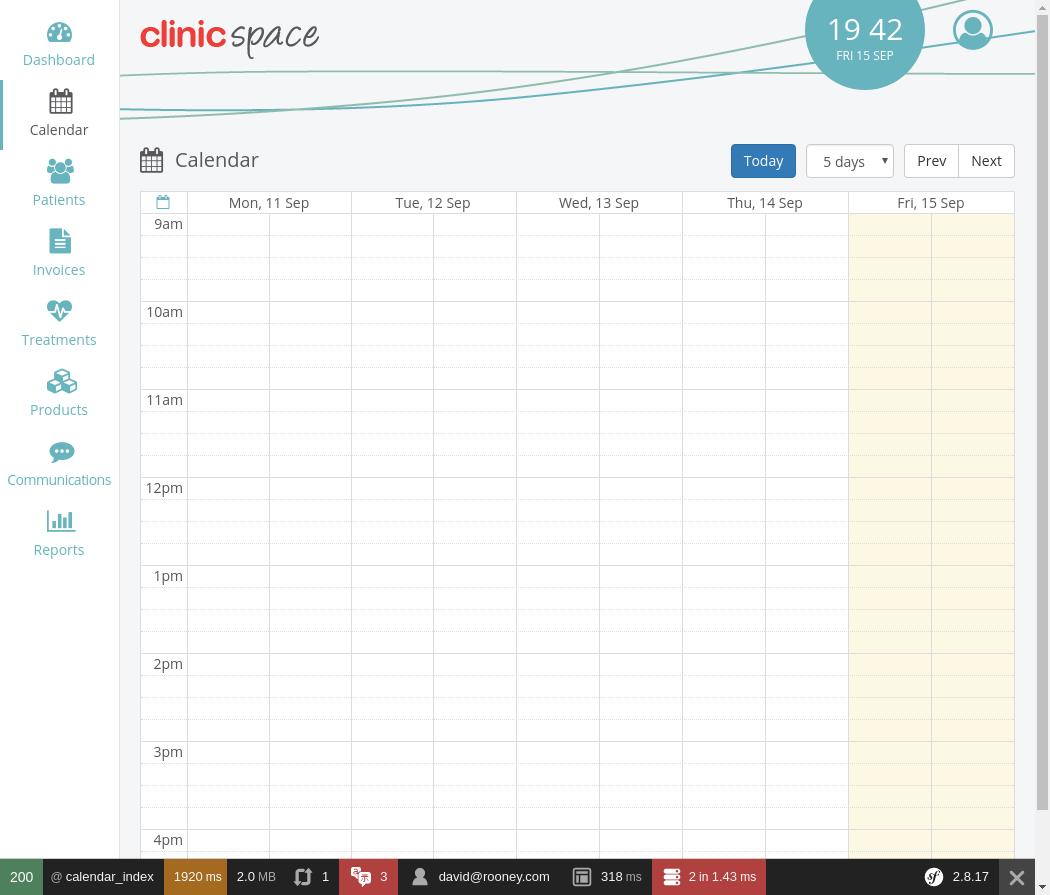 clinic space
19 42
FRI 15 SEP
Dashboard
Calendar
Patients
Invoices
Treatments
Products
Communications
Reports
Calendar
Today
5 days
Prev
Next
Mon, 11 Sep
Tue, 12 Sep
Wed, 13 Sep
Thu, 14 Sep
Fri, 15 Sep
9am
10am
11am
12pm
1pm
2pm
3pm
4pm
200
@ calendar_index
1920 ms
2.0 MB
1
3
david@rooney.com
318 ms
2 in 1.43 ms
sf
2.8.17